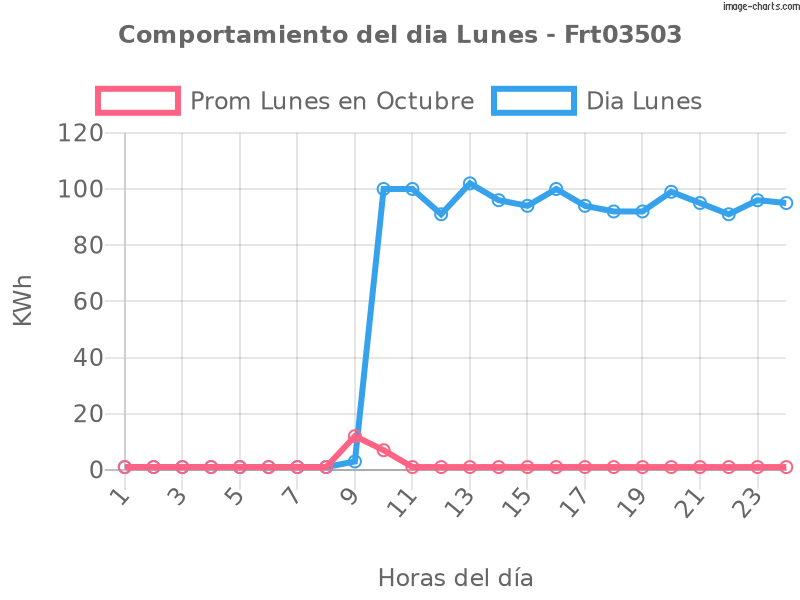 image-charts.com
Comportamiento del dia Lunes - Frt03503
Prom Lunes en Octubre Dia Lunes
120
100
80
60
40
20
0
KWh
1 3 5 7 9 11 13 15 17 19 21 23
Horas del día